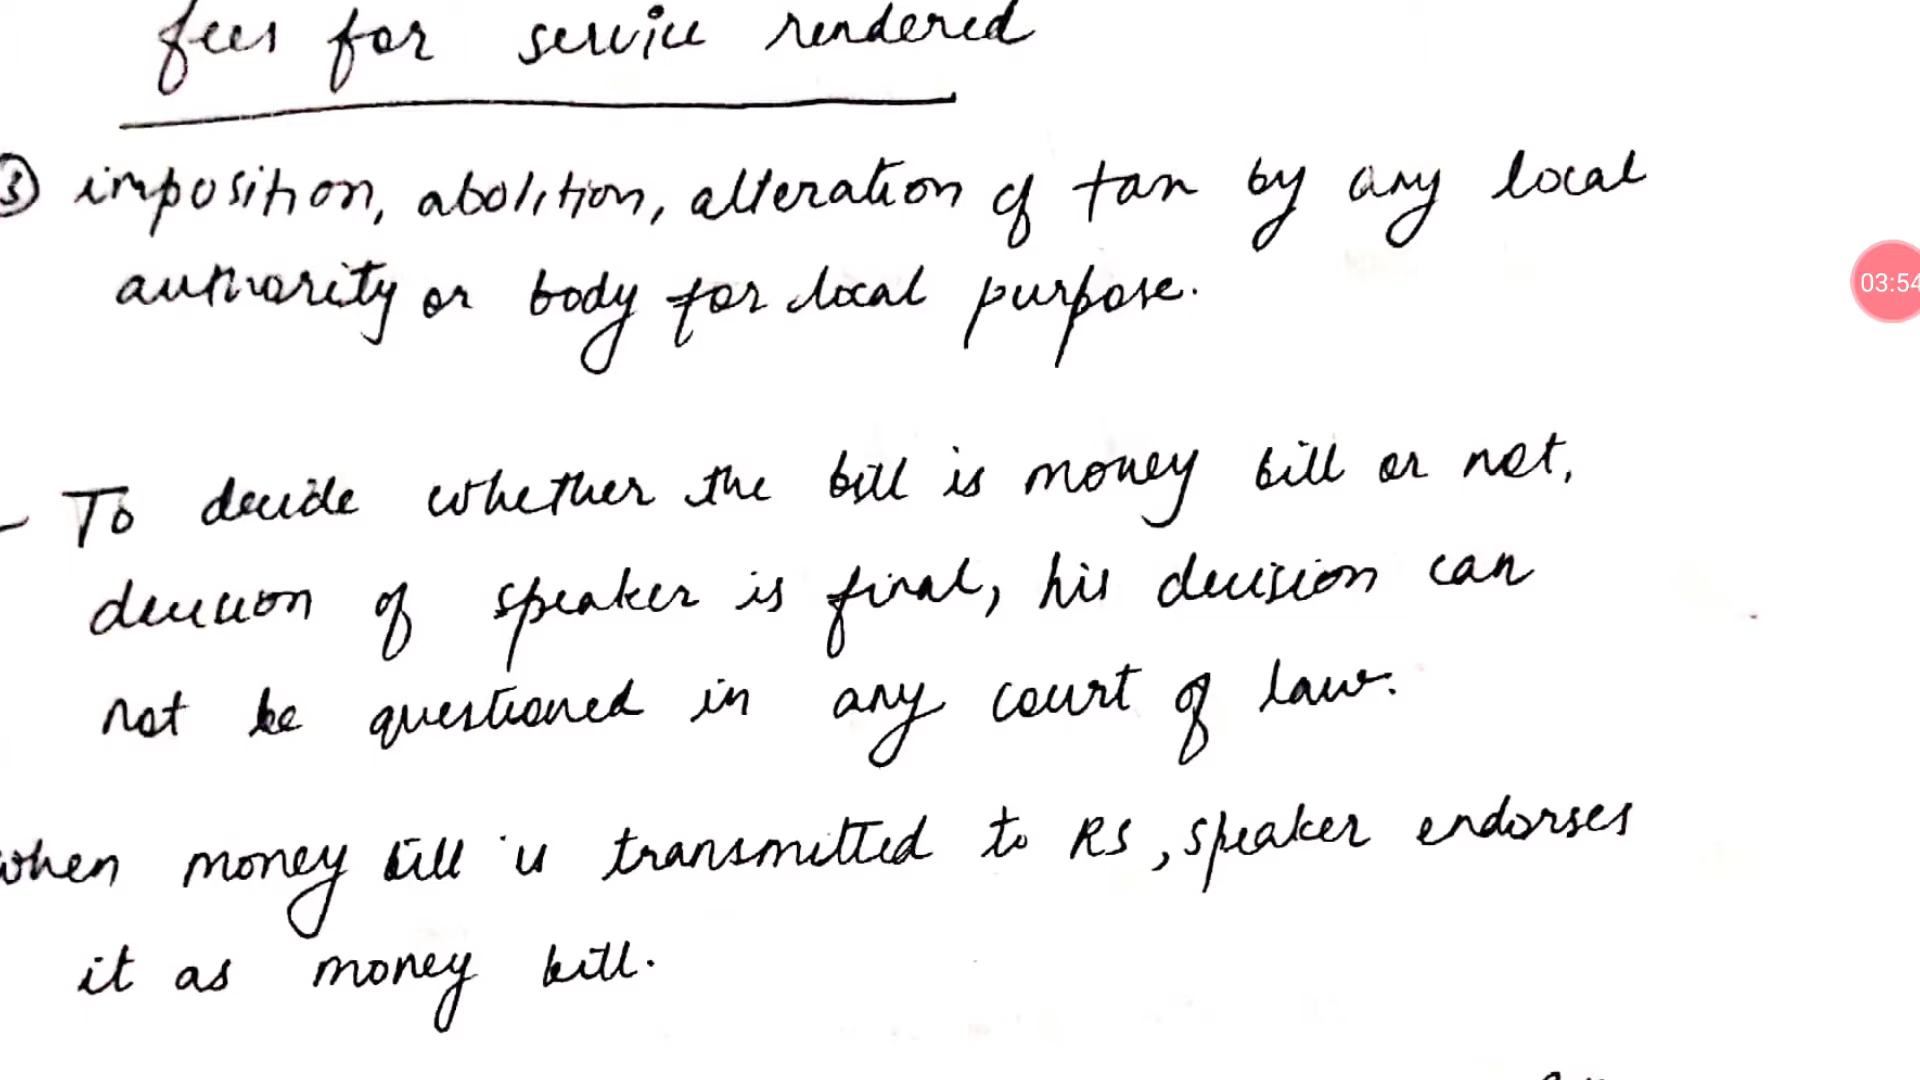 fees for service rendered
③ imposition, abolition, alteration of tax by any local
authority or body for local purpose.
03:54
- To decide whether the bill is money bill or not,
decision of speaker is final, his decision can
not be questioned in any court of law.
when money bill is transmitted to RS, speaker endorses
it as money bill.